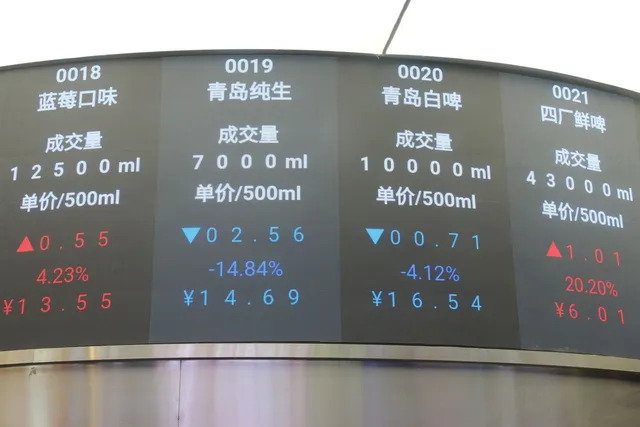 0018
蓝莓口味
成交量
12500ml
单价/500ml
▲0.55
4.23%
¥13.55
0019
青岛纯生
成交量
7000ml
单价/500ml
▼02.56
-14.84%
¥14.69
0020
青岛白啤
成交量
10000ml
单价/500ml
▼00.71
-4.12%
¥16.54
0021
四厂鲜啤
成交量
43000ml
单价/500ml
▲1.01
20.20%
¥6.01